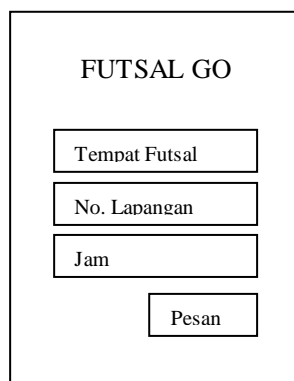 FUTSAL GO
Tempat Futsal
No. Lapangan
Jam
Pesan